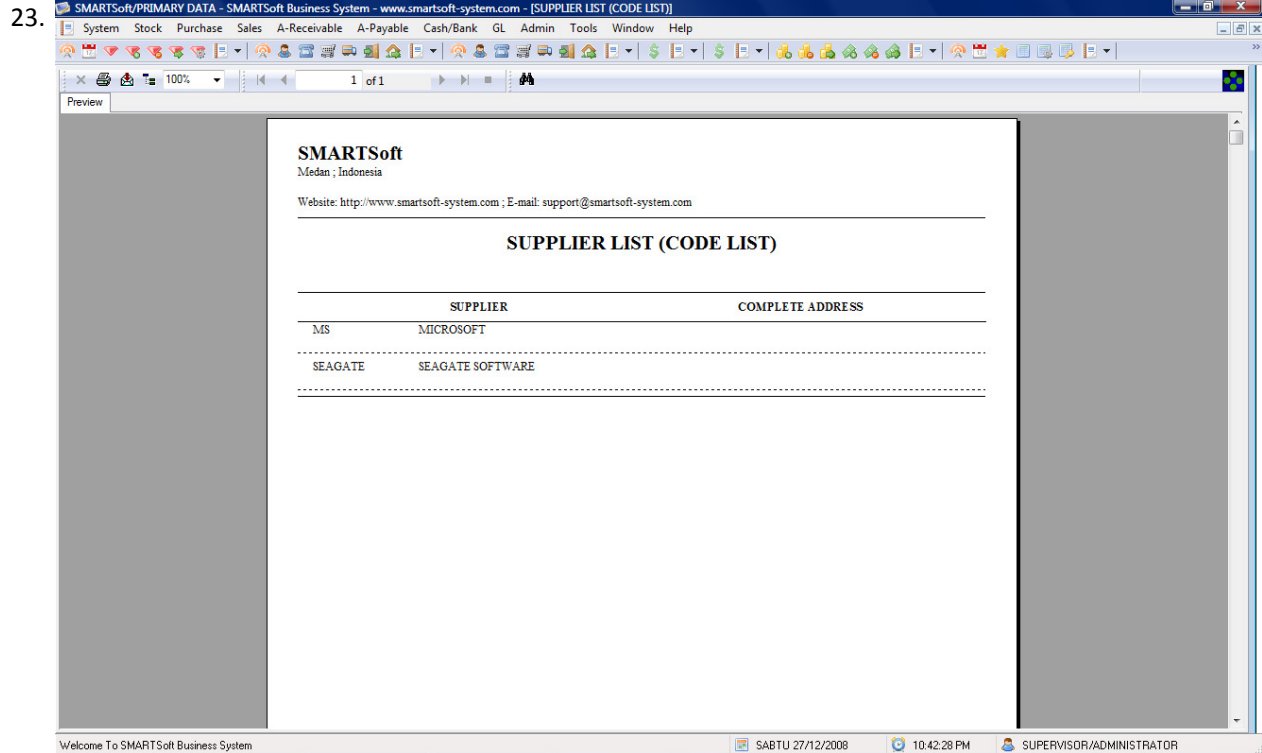 23.
SMARTSoft/PRIMARY DATA - SMARTSoft Business System - www.smartsoft-system.com - [SUPPLIER LIST (CODE LIST)]
System Stock Purchase Sales A-Receivable A-Payable Cash/Bank GL Admin Tools Window Help
100% 1 of 1
Preview
SMARTSoft
Medan ; Indonesia
Website: http://www.smartsoft-system.com ; E-mail: support@smartsoft-system.com
SUPPLIER LIST (CODE LIST)
SUPPLIER COMPLETE ADDRESS
MS MICROSOFT
SEAGATE SEAGATE SOFTWARE
Welcome To SMARTSoft Business System SABTU 27/12/2008 10:42:28 PM SUPERVISOR/ADMINISTRATOR